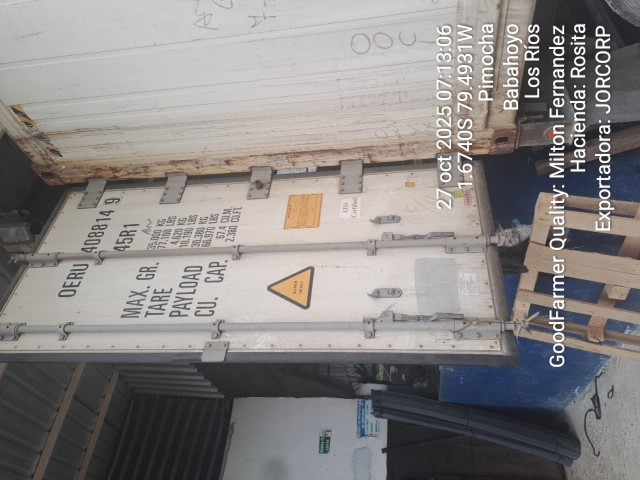 OERU 408814 9
45R1
MAX. GR. 35.000 KG
77.160 LBS
TARE 4.620 KG
10.190 LBS
PAYLOAD 30.380 KG
66.970 LBS
CU. CAP. 67.4 CU.M.
2.380 CU.FT.
SUPER
HEAVY
ATO
Certified
27 oct 2025 07:13:06
1.6740S 79.4931W
Pimocha
Babahoyo
Los Ríos
GoodFarmer Quality: Milton Fernandez
Hacienda: Rosita
Exportadora: JORCORP